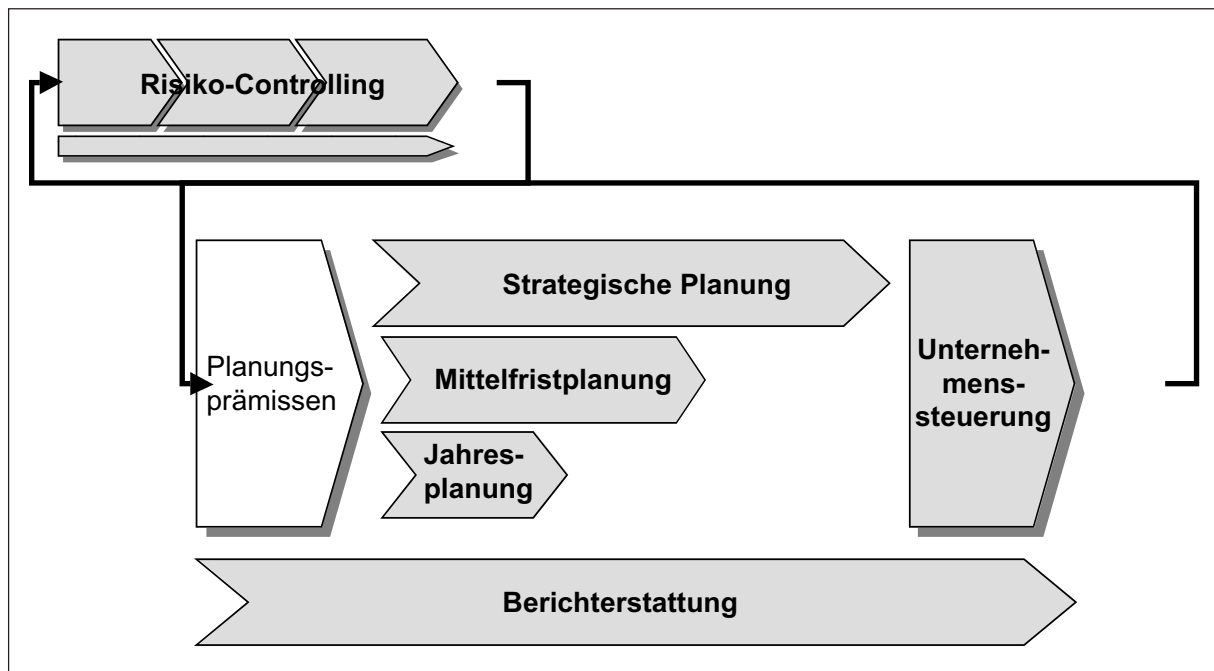 Risiko-Controlling
Strategische Planung
Planungs-
prämissen
Mittelfristplanung
Jahres-
planung
Unterneh-
mens-
steuerung
Berichterstattung